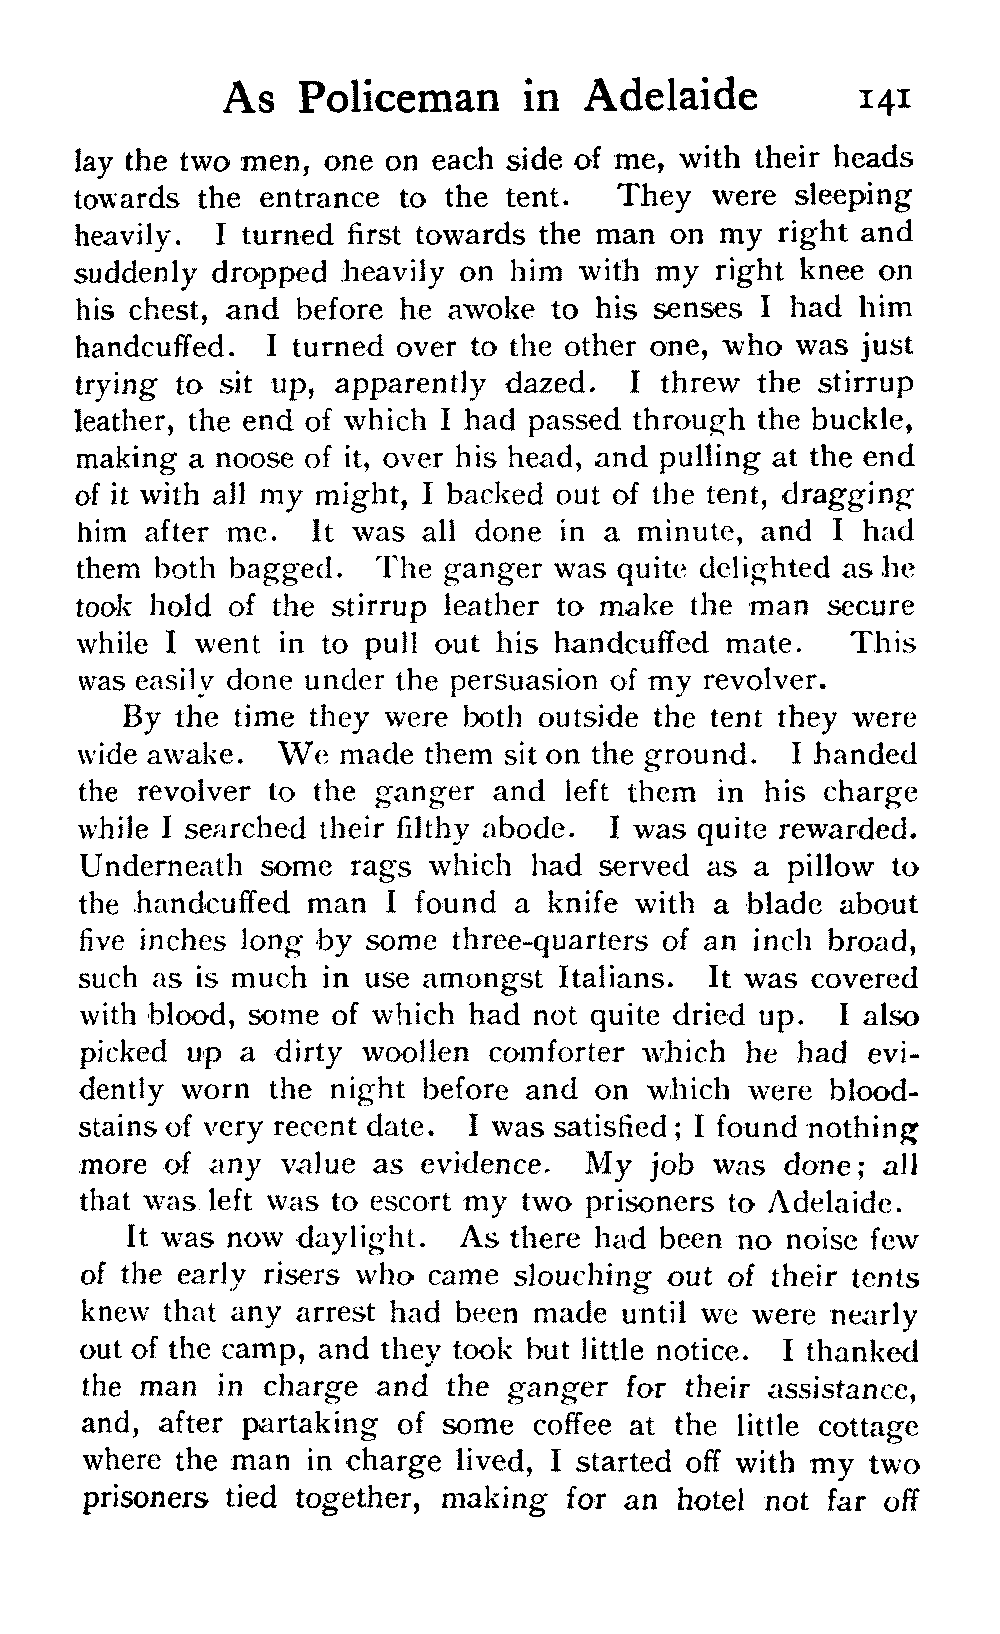 As Policeman in Adelaide 141
lay the two men, one on each side of me, with their heads
towards the entrance to the tent. They were sleeping
heavily. I turned first towards the man on my right and
suddenly dropped heavily on him with my right knee on
his chest, and before he awoke to his senses I had him
handcuffed. I turned over to the other one, who was just
trying to sit up, apparently dazed. I threw the stirrup
leather, the end of which I had passed through the buckle,
making a noose of it, over his head, and pulling at the end
of it with all my might, I backed out of the tent, dragging
him after me. It was all done in a minute, and I had
them both bagged. The ganger was quite delighted as he
took hold of the stirrup leather to make the man secure
while I went in to pull out his handcuffed mate. This
was easily done under the persuasion of my revolver.
By the time they were both outside the tent they were
wide awake. We made them sit on the ground. I handed
the revolver to the ganger and left them in his charge
while I searched their filthy abode. I was quite rewarded.
Underneath some rags which had served as a pillow to
the handcuffed man I found a knife with a blade about
five inches long by some three-quarters of an inch broad,
such as is much in use amongst Italians. It was covered
with blood, some of which had not quite dried up. I also
picked up a dirty woollen comforter which he had evi-
dently worn the night before and on which were blood-
stains of very recent date. I was satisfied; I found nothing
more of any value as evidence. My job was done; all
that was left was to escort my two prisoners to Adelaide.
It was now daylight. As there had been no noise few
of the early risers who came slouching out of their tents
knew that any arrest had been made until we were nearly
out of the camp, and they took but little notice. I thanked
the man in charge and the ganger for their assistance,
and, after partaking of some coffee at the little cottage
where the man in charge lived, I started off with my two
prisoners tied together, making for an hotel not far off